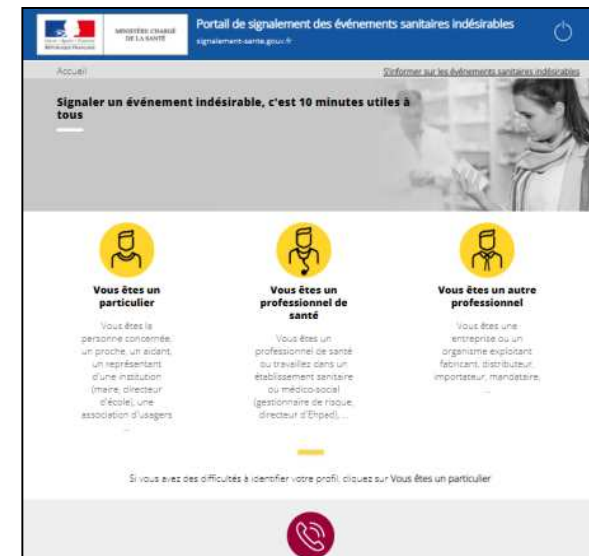 Portail de signalement des événements sanitaires indésirables
MINISTÈRE CHARGÉ
DE LA SANTÉ
signalement-sante.gouv.fr
RÉPUBLIQUE FRANÇAISE
Accueil
S'informer sur les événements sanitaires indésirables
Signaler un événement indésirable, c'est 10 minutes utiles à
tous
Vous êtes un
particulier
Vous êtes la
personne concernée,
un proche, un aidant,
un représentant
d'une institution
(maire, directeur
d'école), une
association d'usagers
...
Vous êtes un
professionnel de
santé
Vous êtes un
professionnel de santé
ou travaillez dans un
établissement sanitaire
ou médico-social
(gestionnaire de risque,
directeur d'Ehpad), ...
Vous êtes un autre
professionnel
Vous êtes une
entreprise ou un
organisme exploitant
fabricant, distributeur,
importateur, mandataire,
...
Si vous avez des difficultés à identifier votre profil, cliquez sur Vous êtes un particulier